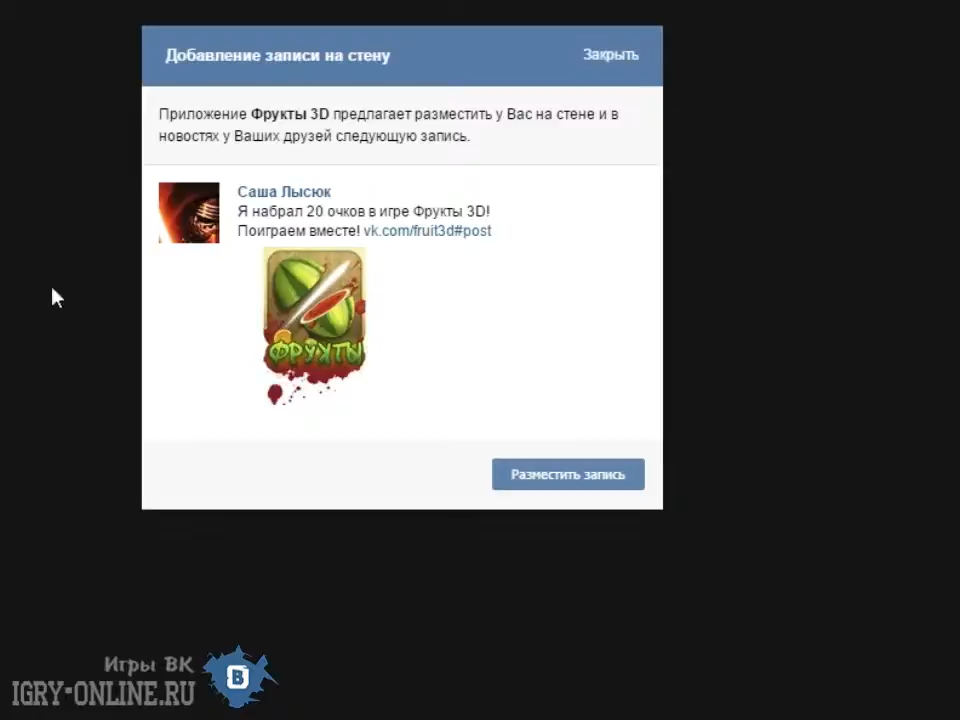 Добавление записи на стену
Закрыть
Приложение Фрукты 3D предлагает разместить у Вас на стене и в
новостях у Ваших друзей следующую запись.
Саша Лысюк
Я набрал 20 очков в игре Фрукты 3D!
Поиграем вместе! vk.com/fruit3d#post
ФРУКТЫ
Разместить запись
Игры ВК
IGRY-ONLINE.RU
В